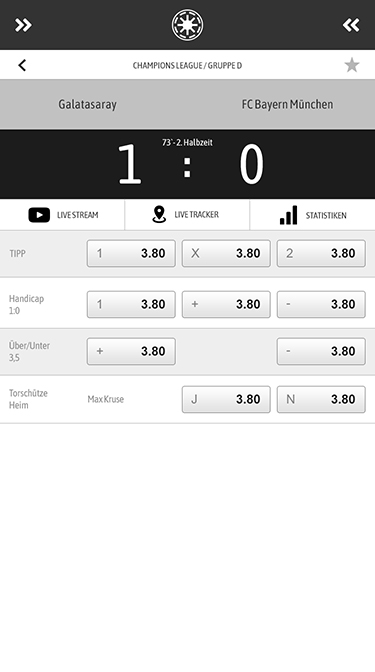 CHAMPIONS LEAGUE / GRUPPE D
Galatasaray FC Bayern München
73`- 2. Halbzeit
1 : 0
LIVE STREAM LIVE TRACKER STATISTIKEN
TIPP 1 3.80 X 3.80 2 3.80
Handicap
1:0 1 3.80 + 3.80 - 3.80
Über/Unter
3,5 + 3.80 - 3.80
Torschütze
Heim Max Kruse J 3.80 N 3.80